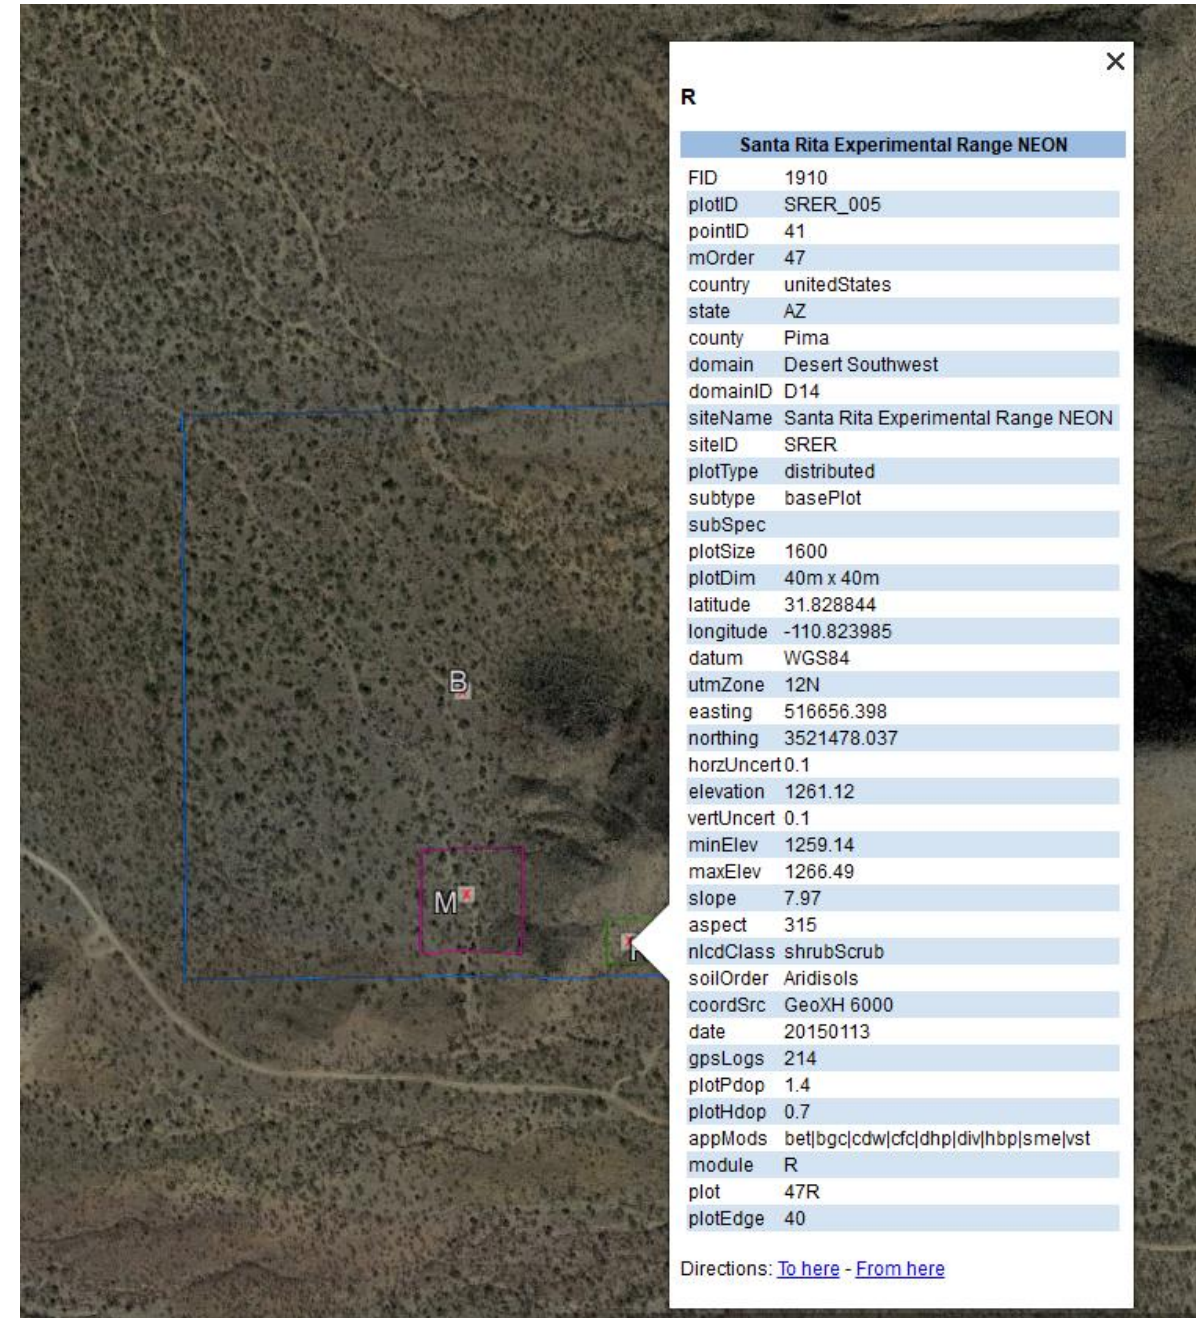 R
Santa Rita Experimental Range NEON
FID 1910
plotID SRER_005
pointID 41
mOrder 47
country unitedStates
state AZ
county Pima
domain Desert Southwest
domainID D14
siteName Santa Rita Experimental Range NEON
siteID SRER
plotType distributed
subtype basePlot
subSpec
plotSize 1600
plotDim 40m x 40m
latitude 31.828844
longitude -110.823985
datum WGS84
B
utmZone 12N
easting 516656.398
northing 3521478.037
horzUncert 0.1
elevation 1261.12
vertUncert 0.1
minElev 1259.14
maxElev 1266.49
M
slope 7.97
aspect 315
nlcdClass shrubScrub
soilOrder Aridisols
coordSrc GeoXH 6000
date 20150113
gpsLogs 214
plotPdop 1.4
plotHdop 0.7
appMods bet|bgc|cdw|cfc|dhp|div|hbp|sme|vst
module R
plot 47R
plotEdge 40
Directions: To here - From here